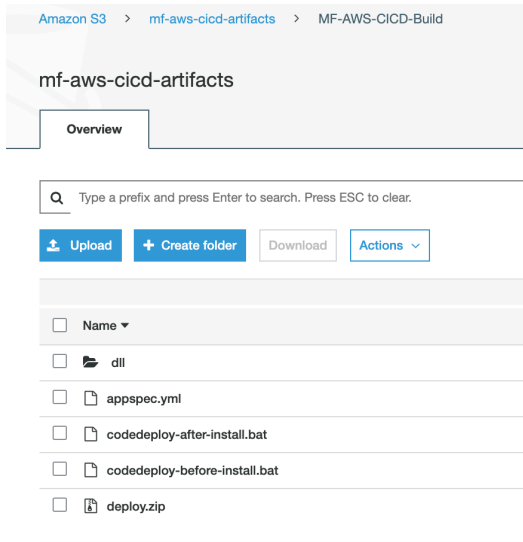 Amazon S3 > mf-aws-cicd-artifacts > MF-AWS-CICD-Build
mf-aws-cicd-artifacts
Overview
Type a prefix and press Enter to search. Press ESC to clear.
Upload + Create folder Download Actions
Name
dll
appspec.yml
codedeploy-after-install.bat
codedeploy-before-install.bat
deploy.zip